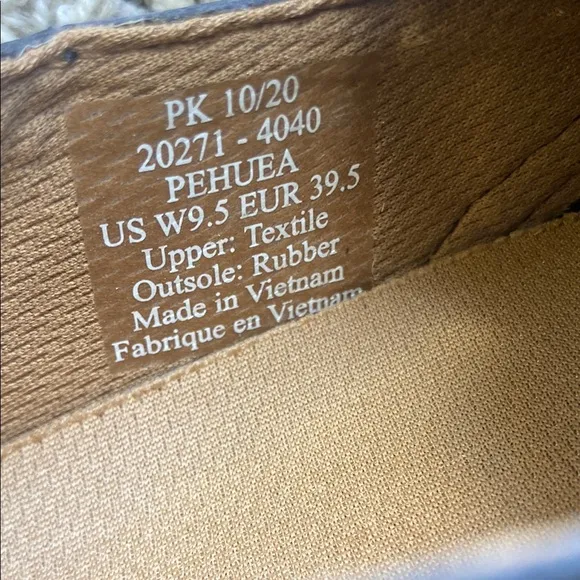 PK 10/20
20271 - 4040
PEHUEA
US W9.5 EUR 39.5
Upper: Textile
Outsole: Rubber
Made in Vietnam
Fabrique en Vietnam